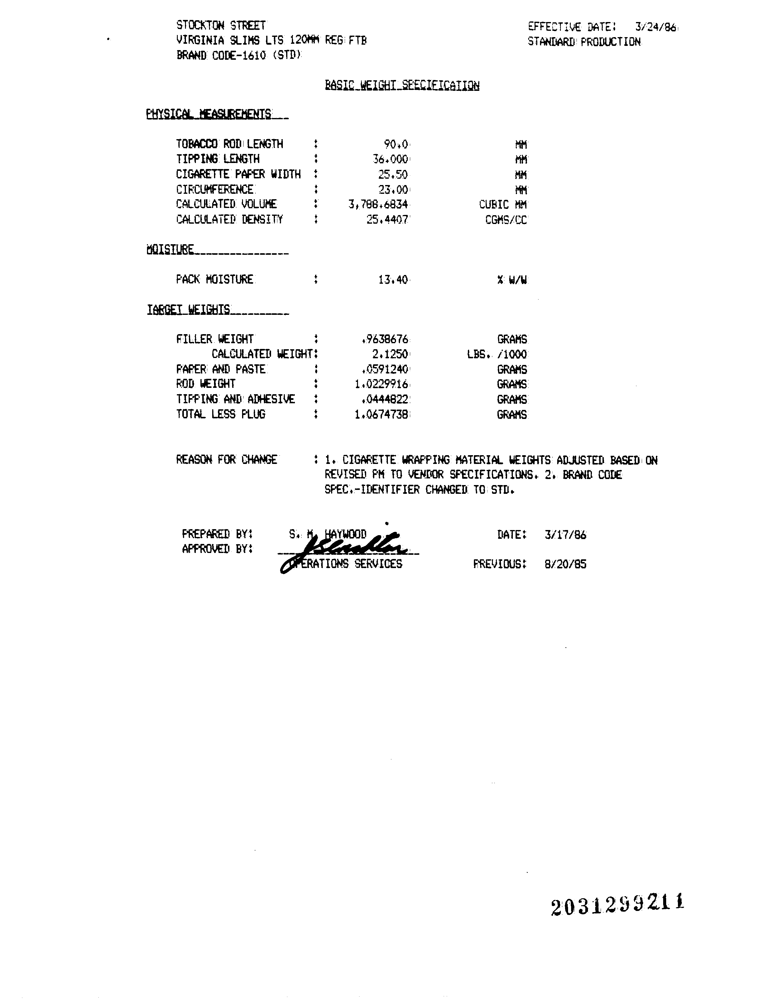 STOCKTON STREET EFFECTIVE DATE: 3/24/86
VIRGINIA SLIMS LTS 120MM REG FTB STANDARD PRODUCTION
BRAND CODE-1610 (STD)
BASIC WEIGHT SPECIFICATION
PHYSICAL MEASUREMENTS
TOBACCO ROD LENGTH : 90.0 MM
TIPPING LENGTH : 36.000 MM
CIGARETTE PAPER WIDTH : 25.50 MM
CIRCUMFERENCE : 23.00 MM
CALCULATED VOLUME : 3,788.6834 CUBIC MM
CALCULATED DENSITY : 25.4407 CGMS/CC
MOISTURE
PACK MOISTURE : 13.40 % W/W
TARGET WEIGHTS
FILLER WEIGHT : .9638676 GRAMS
CALCULATED WEIGHT: 2.1250 LBS. /1000
PAPER AND PASTE : .0591240 GRAMS
ROD WEIGHT : 1.0229916 GRAMS
TIPPING AND ADHESIVE : .0444822 GRAMS
TOTAL LESS PLUG : 1.0674738 GRAMS
REASON FOR CHANGE : 1. CIGARETTE WRAPPING MATERIAL WEIGHTS ADJUSTED BASED ON
REVISED PM TO VENDOR SPECIFICATIONS. 2. BRAND CODE
SPEC.-IDENTIFIER CHANGED TO STD.
PREPARED BY: S. M. HAYWOOD DATE: 3/17/86
APPROVED BY:
OPERATIONS SERVICES PREVIOUS: 8/20/85
2031299211